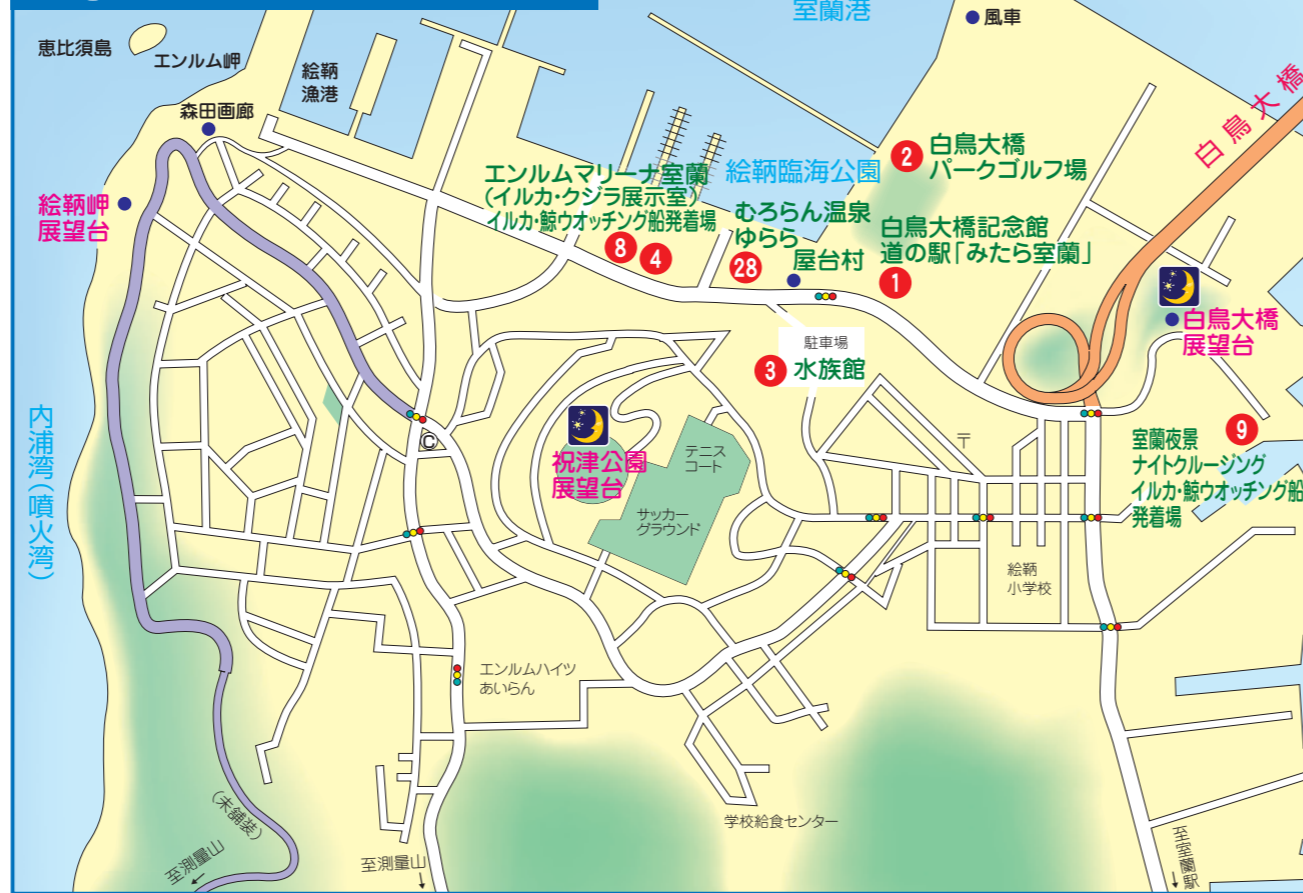 室蘭港
風車
恵比須島
エンルム岬
絵鞆
漁港
森田画廊
白鳥大橋
2
白鳥大橋
パークゴルフ場
絵鞆臨海公園
エンルムマリーナ室蘭
(イルカ・クジラ展示室)
イルカ・鯨ウオッチング船発着場
8
4
むろらん温泉
ゆらら
28
屋台村
白鳥大橋記念館
道の駅「みたら室蘭」
1
絵鞆岬
展望台
白鳥大橋
展望台
駐車場
3
水族館
内浦湾(噴火湾)
C
祝津公園
展望台
テニス
コート
サッカー
グラウンド
〒
9
室蘭夜景
ナイトクルージング
イルカ・鯨ウオッチング船
発着場
絵鞆
小学校
エンルムハイツ
あいらん
(未舗装)
至測量山
至測量山
学校給食センター
至室蘭駅